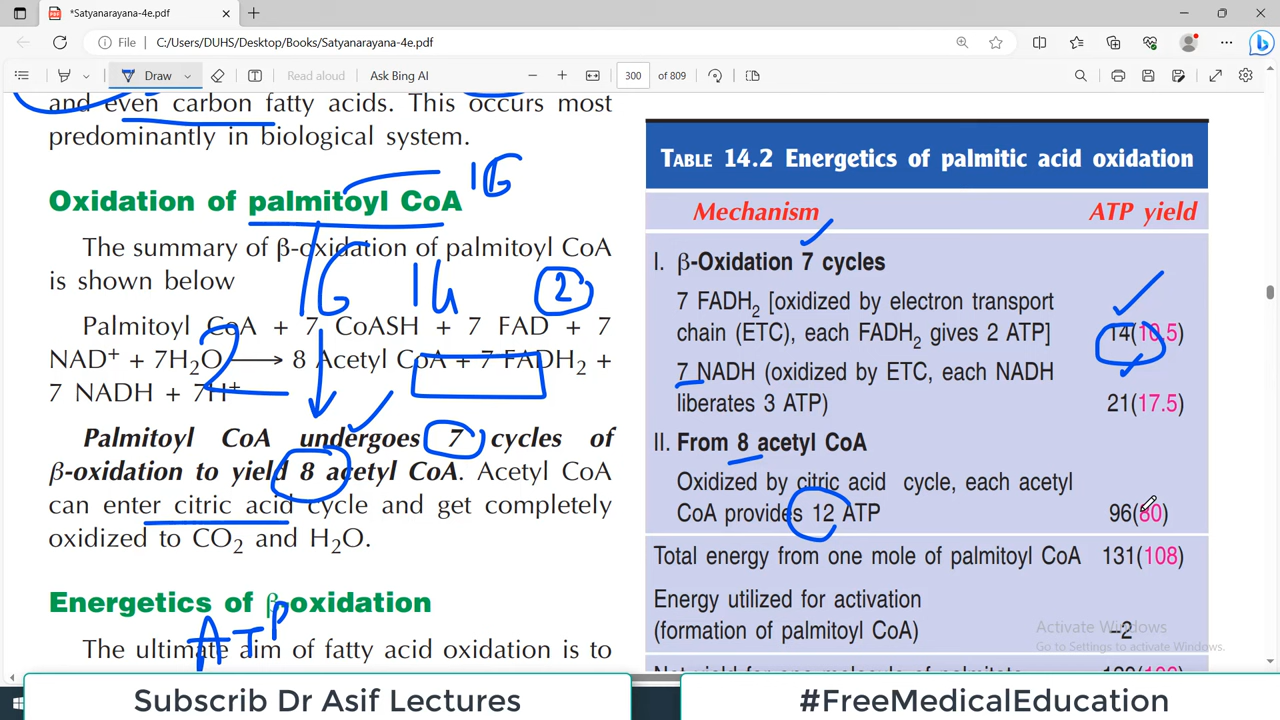 *Satyanarayana-4e.pdf
File C:/Users/DUHS/Desktop/Books/Satyanarayana-4e.pdf
Draw Read aloud Ask Bing AI 300 of 809
and even carbon fatty acids. This occurs most
predominantly in biological system.
16
Oxidation of palmitoyl CoA
The summary of β-oxidation of palmitoyl CoA
is shown below
16 14 2
Palmitoyl CoA + 7 CoASH + 7 FAD + 7
NAD⁺ + 7H₂O ⟶ 8 Acetyl CoA + 7 FADH₂ +
7 NADH + 7H⁺
2
Palmitoyl CoA undergoes 7 cycles of
β-oxidation to yield 8 acetyl CoA. Acetyl CoA
can enter citric acid cycle and get completely
oxidized to CO₂ and H₂O.
Energetics of β-oxidation
ATP
The ultimate aim of fatty acid oxidation is to
TABLE 14.2 Energetics of palmitic acid oxidation
Mechanism ATP yield
I. β-Oxidation 7 cycles
7 FADH₂ [oxidized by electron transport
chain (ETC), each FADH₂ gives 2 ATP] 14(10.5)
7 NADH (oxidized by ETC, each NADH
liberates 3 ATP) 21(17.5)
II. From 8 acetyl CoA
Oxidized by citric acid cycle, each acetyl
CoA provides 12 ATP 96(80)
Total energy from one mole of palmitoyl CoA 131(108)
Energy utilized for activation
(formation of palmitoyl CoA) –2
Activate Windows
Go to Settings to activate Windows.
Subscrib Dr Asif Lectures
#FreeMedicalEducation